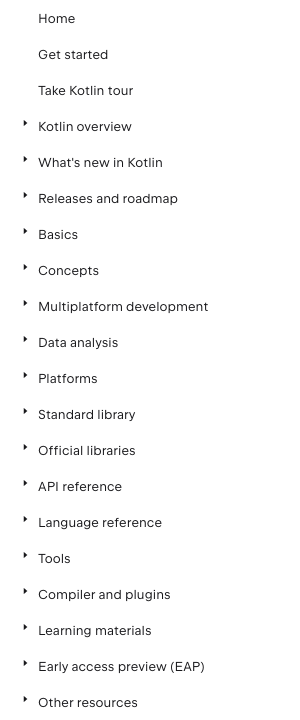 Home
Get started
Take Kotlin tour
Kotlin overview
What's new in Kotlin
Releases and roadmap
Basics
Concepts
Multiplatform development
Data analysis
Platforms
Standard library
Official libraries
API reference
Language reference
Tools
Compiler and plugins
Learning materials
Early access preview (EAP)
Other resources